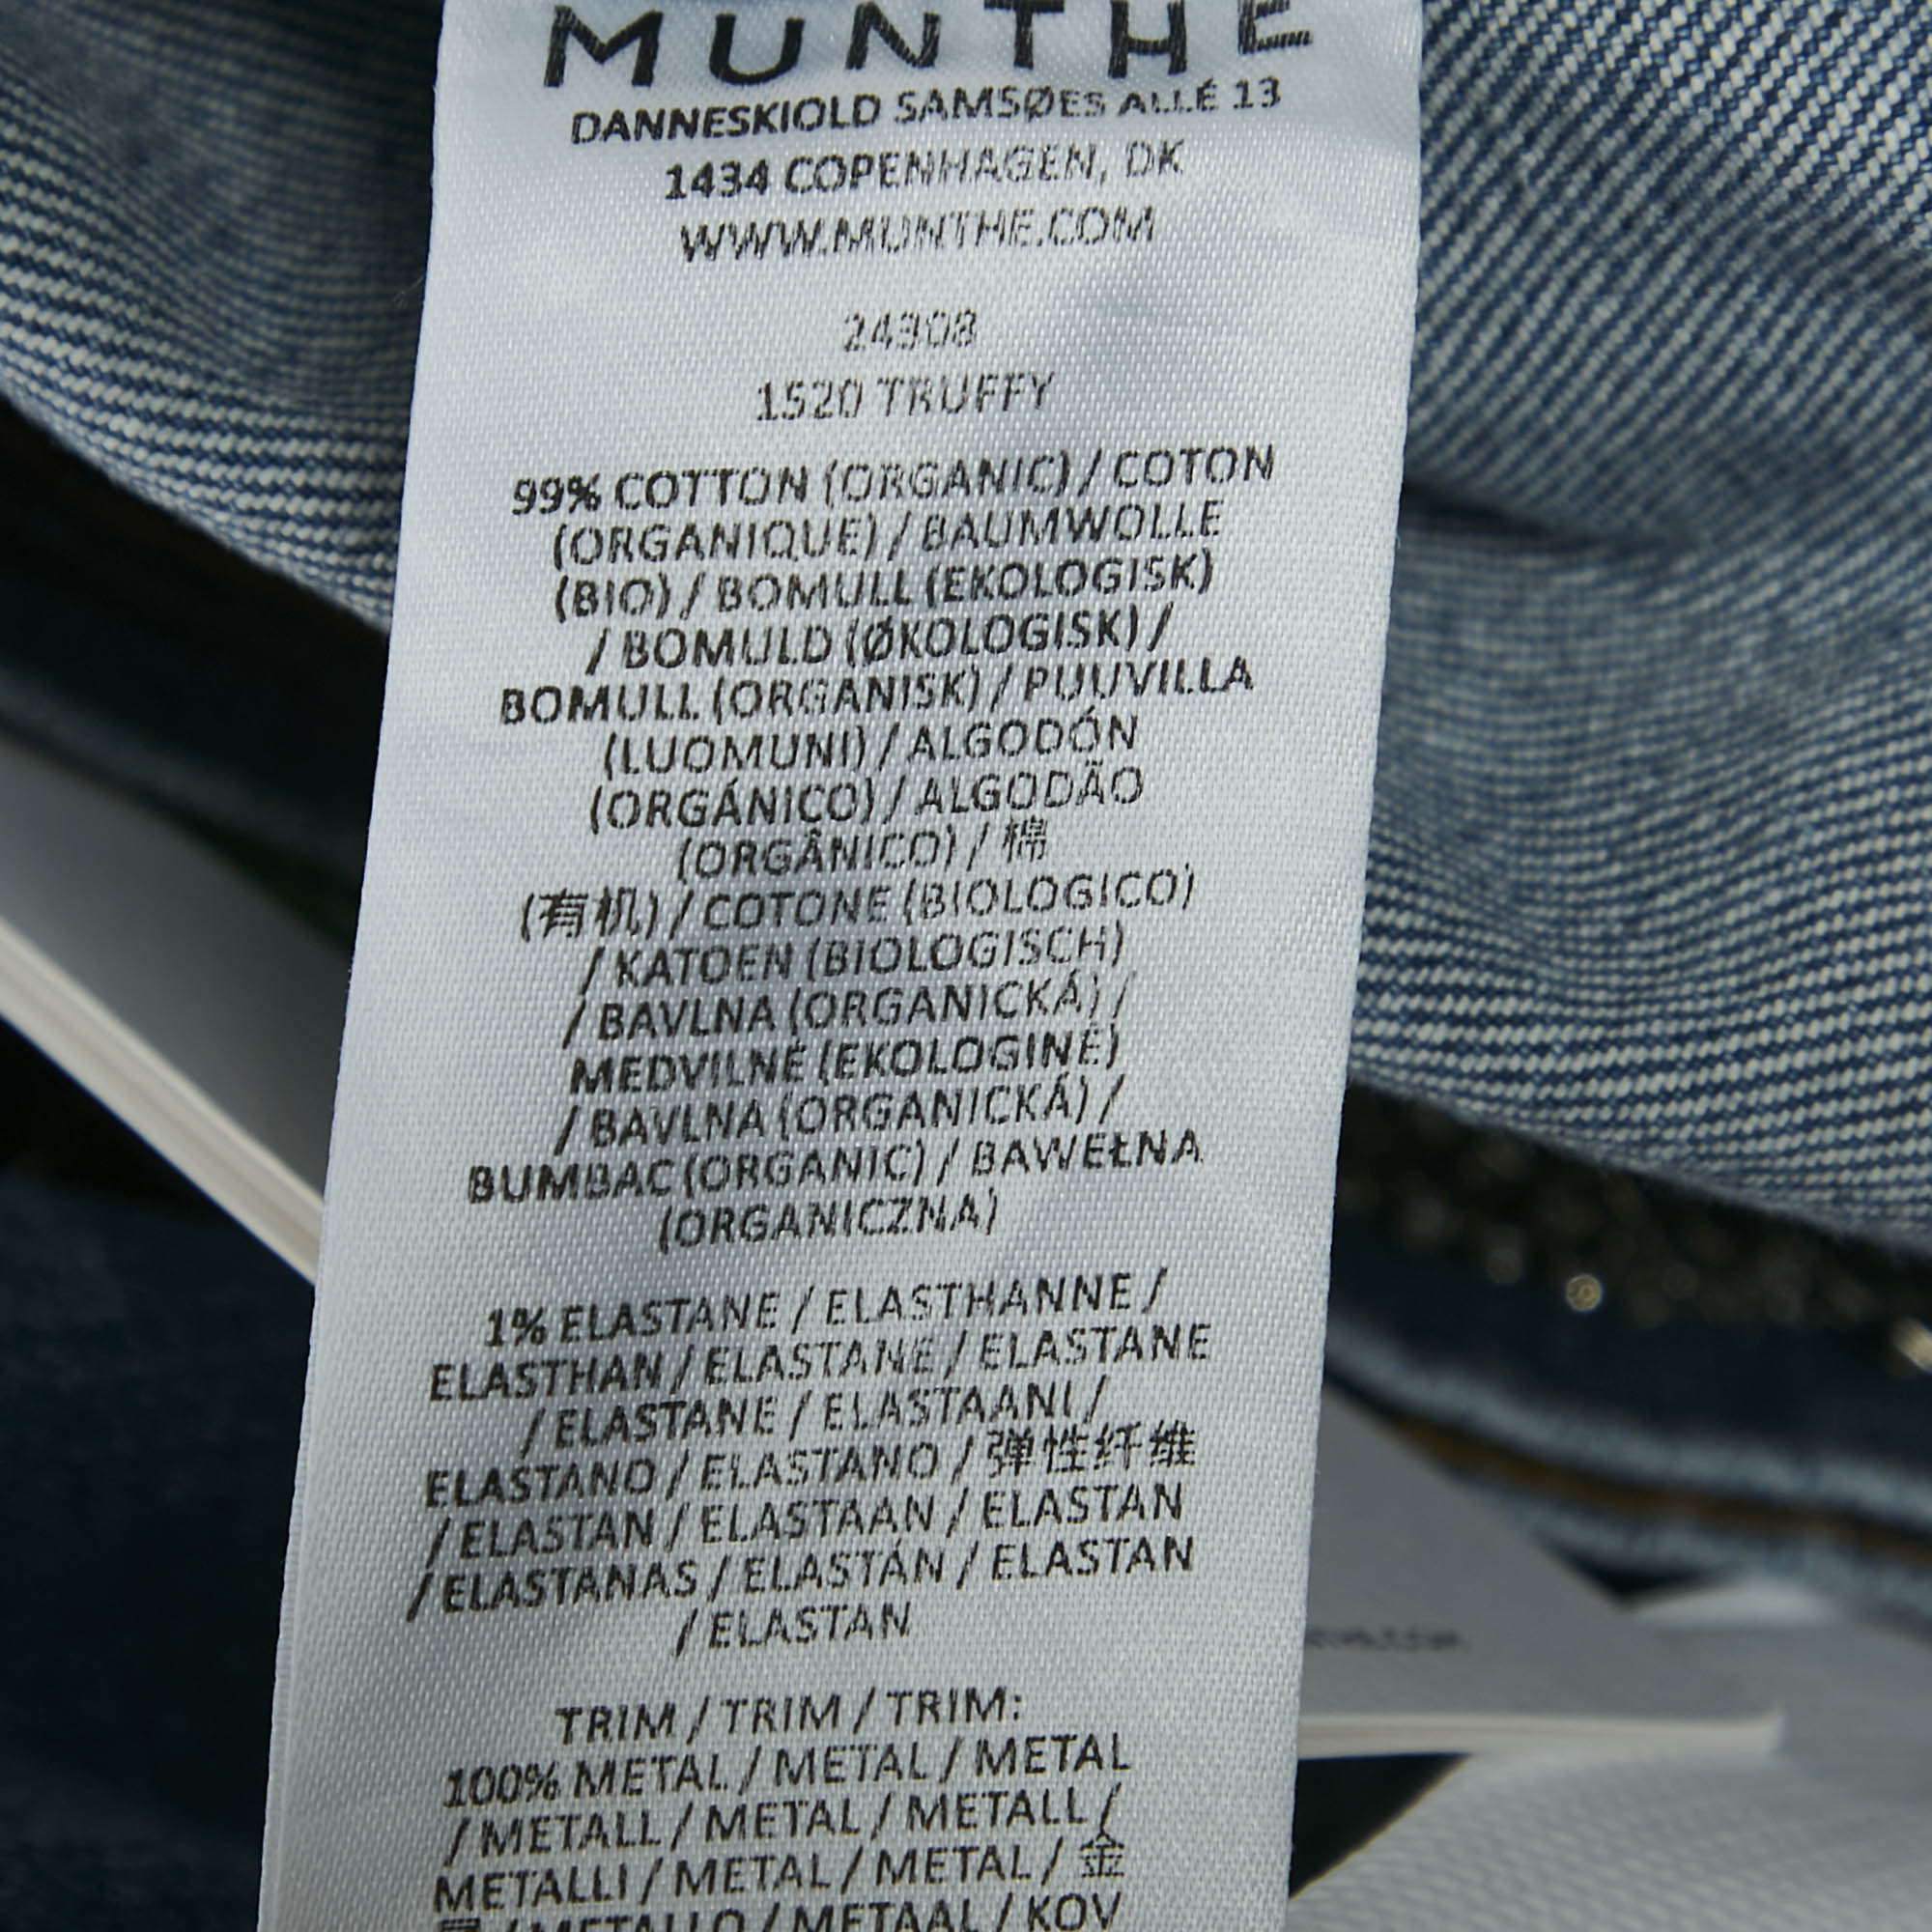 MUNTHE
DANNESKIOLD SAMSØES ALLÉ 13
1434 COPENHAGEN, DK
WWW.MUNTHE.COM
24308
1520 TRUFFY
99% COTTON (ORGANIC) / COTON
(ORGANIQUE) / BAUMWOLLE
(BIO) / BOMULL (EKOLOGISK)
/ BOMULD (ØKOLOGISK) /
BOMULL (ORGANISK) / PUUVILLA
(LUOMUNI) / ALGODÓN
(ORGÁNICO) / ALGODÃO
(ORGÂNICO) / 棉
(有机) / COTONE (BIOLOGICO)
/ KATOEN (BIOLOGISCH)
/ BAVLNA (ORGANICKÁ) /
MEDVILNĖ (EKOLOGINĖ)
/ BAVLNA (ORGANICKÁ) /
BUMBAC (ORGANIC) / BAWEŁNA
(ORGANICZNA)
1% ELASTANE / ELASTHANNE /
ELASTHAN / ELASTANE / ELASTANE
/ ELASTANE / ELASTAANI /
ELASTANO / ELASTANO / 弹性纤维
/ ELASTAN / ELASTAAN / ELASTAN
/ ELASTANAS / ELASTÁN / ELASTAN
/ ELASTAN
TRIM / TRIM / TRIM:
100% METAL / METAL / METAL
/ METALL / METAL / METALL /
METALLI / METAL / METAL / 金
/ METALLO / METAAL / KOV